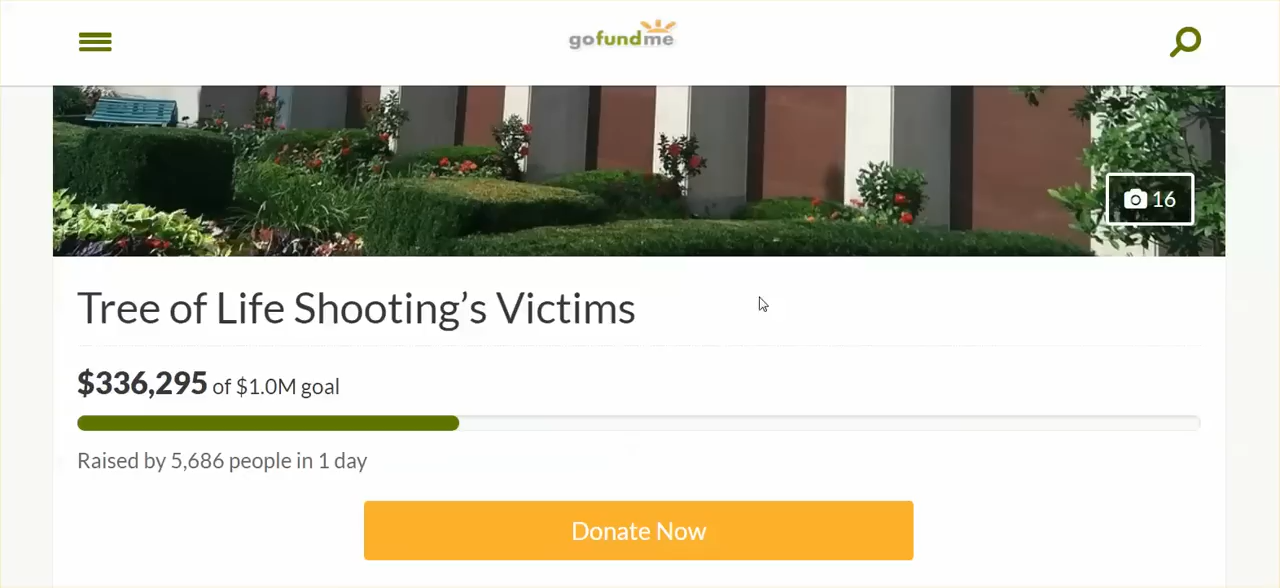 gofundme
16
Tree of Life Shooting’s Victims
$336,295 of $1.0M goal
Raised by 5,686 people in 1 day
Donate Now